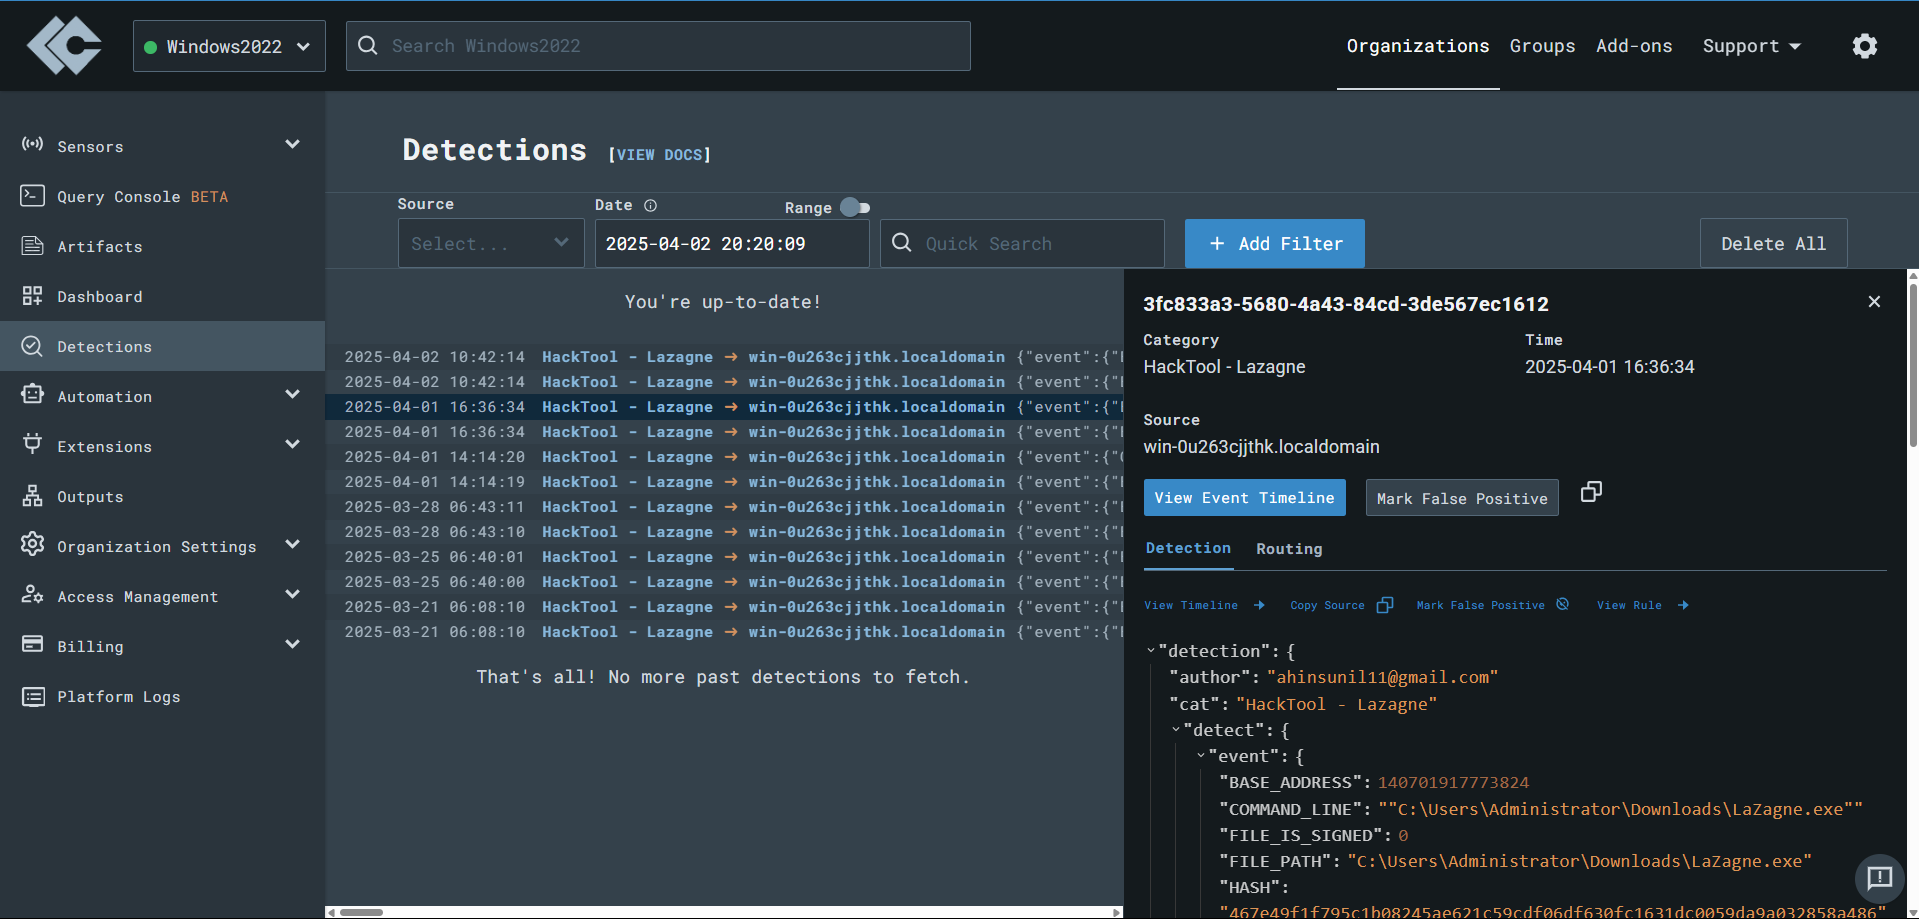 Windows2022
Search Windows2022
Organizations
Groups
Add-ons
Support
Sensors
Query Console BETA
Artifacts
Dashboard
Detections
Automation
Extensions
Outputs
Organization Settings
Access Management
Billing
Platform Logs
Detections [VIEW DOCS]
Source
Select...
Date
Range
2025-04-02 20:20:09
Quick Search
+ Add Filter
Delete All
You're up-to-date!
2025-04-02 10:42:14 HackTool - Lazagne → win-0u263cjjthk.localdomain {"event":{"
2025-04-02 10:42:14 HackTool - Lazagne → win-0u263cjjthk.localdomain {"event":{"
2025-04-01 16:36:34 HackTool - Lazagne → win-0u263cjjthk.localdomain {"event":{"
2025-04-01 16:36:34 HackTool - Lazagne → win-0u263cjjthk.localdomain {"event":{"
2025-04-01 14:14:20 HackTool - Lazagne → win-0u263cjjthk.localdomain {"event":{"
2025-04-01 14:14:19 HackTool - Lazagne → win-0u263cjjthk.localdomain {"event":{"
2025-03-28 06:43:11 HackTool - Lazagne → win-0u263cjjthk.localdomain {"event":{"
2025-03-28 06:43:10 HackTool - Lazagne → win-0u263cjjthk.localdomain {"event":{"
2025-03-25 06:40:01 HackTool - Lazagne → win-0u263cjjthk.localdomain {"event":{"
2025-03-25 06:40:00 HackTool - Lazagne → win-0u263cjjthk.localdomain {"event":{"
2025-03-21 06:08:10 HackTool - Lazagne → win-0u263cjjthk.localdomain {"event":{"
2025-03-21 06:08:10 HackTool - Lazagne → win-0u263cjjthk.localdomain {"event":{"
That's all! No more past detections to fetch.
3fc833a3-5680-4a43-84cd-3de567ec1612
Category
Time
HackTool - Lazagne
2025-04-01 16:36:34
Source
win-0u263cjjthk.localdomain
View Event Timeline
Mark False Positive
Detection
Routing
View Timeline →
Copy Source
Mark False Positive
View Rule →
"detection": {
"author": "ahinsunil11@gmail.com"
"cat": "HackTool - Lazagne"
"detect": {
"event": {
"BASE_ADDRESS": 140701917773824
"COMMAND_LINE": ""C:\Users\Administrator\Downloads\LaZagne.exe""
"FILE_IS_SIGNED": 0
"FILE_PATH": "C:\Users\Administrator\Downloads\LaZagne.exe"
"HASH":
"467e49f1f795c1b08245ae621c59cdf06df630fc1631dc0059da9a032858a486"